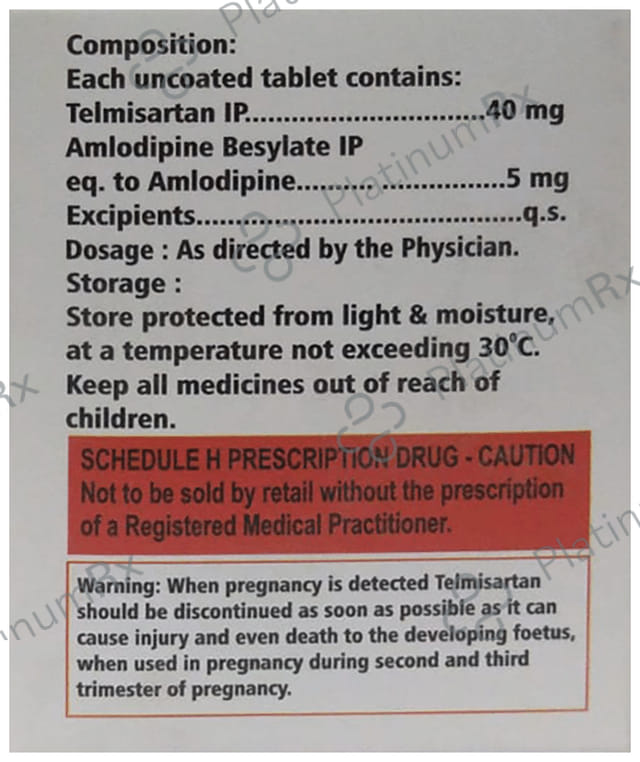 Composition:
Each uncoated tablet contains:
Telmisartan IP...............................40 mg
Amlodipine Besylate IP
eq. to Amlodipine.......... ................5 mg
Excipients.........................................q.s.
Dosage : As directed by the Physician.
Storage :
Store protected from light & moisture,
at a temperature not exceeding 30°C.
Keep all medicines out of reach of
children.
SCHEDULE H PRESCRIPTION DRUG - CAUTION
Not to be sold by retail without the prescription
of a Registered Medical Practitioner.
Warning: When pregnancy is detected Telmisartan
should be discontinued as soon as possible as it can
cause injury and even death to the developing foetus,
when used in pregnancy during second and third
trimester of pregnancy.
PlatinumRx
PlatinumRx